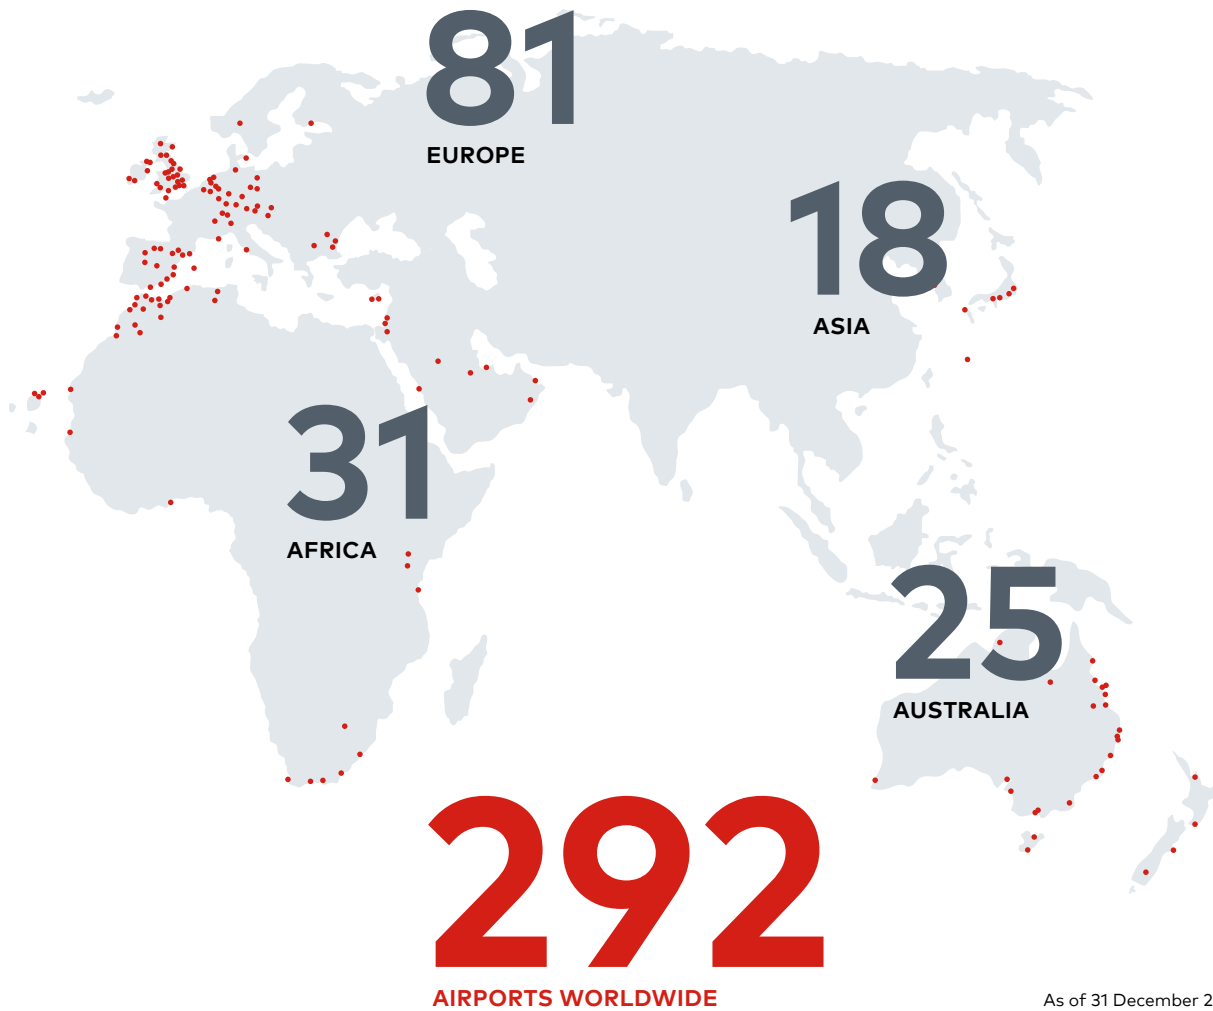 81
EUROPE
18
ASIA
31
AFRICA
25
AUSTRALIA
292
AIRPORTS WORLDWIDE
As of 31 December 2